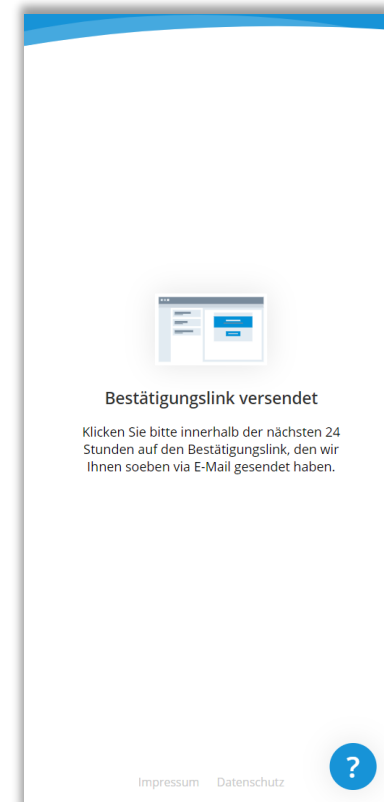 Bestätigungslink versendet
Klicken Sie bitte innerhalb der nächsten 24
Stunden auf den Bestätigungslink, den wir
Ihnen soeben via E-Mail gesendet haben.
Impressum Datenschutz
?